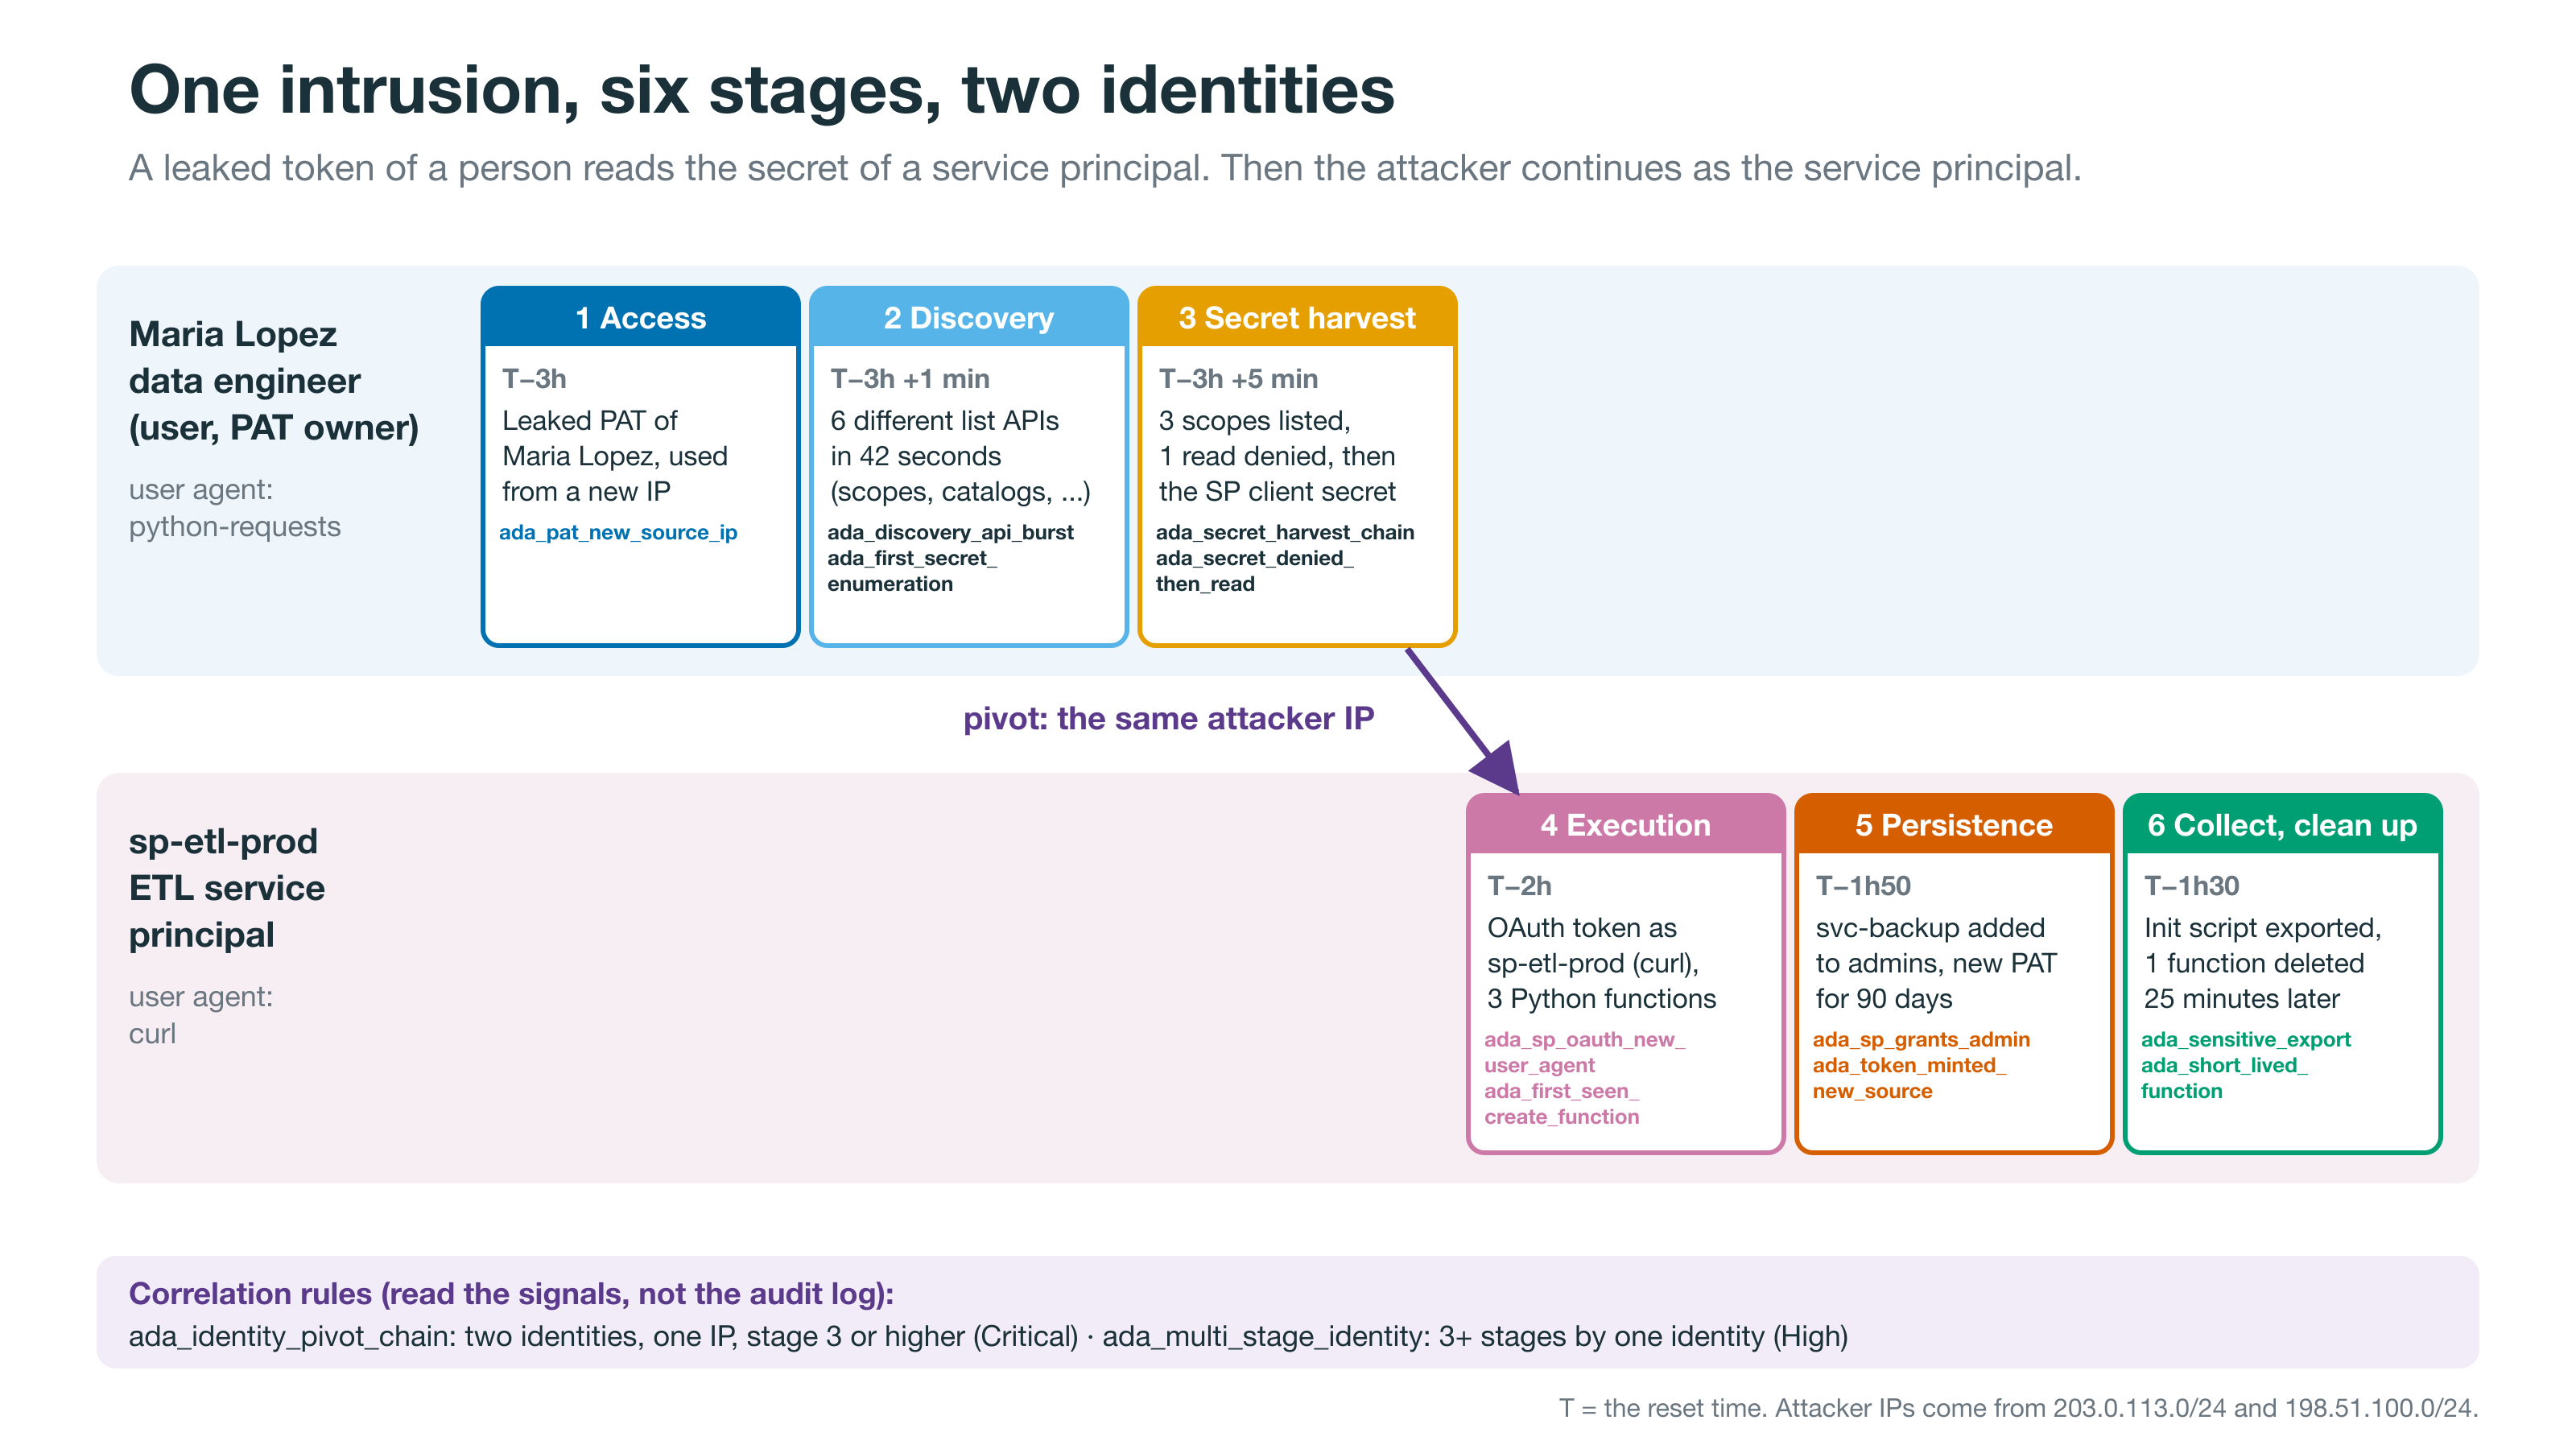 One intrusion, six stages, two identities
A leaked token of a person reads the secret of a service principal. Then the attacker continues as the service principal.
Maria Lopez
data engineer
(user, PAT owner)
user agent:
python-requests
1 Access
T−3h
Leaked PAT of
Maria Lopez, used
from a new IP
ada_pat_new_source_ip
2 Discovery
T−3h +1 min
6 different list APIs
in 42 seconds
(scopes, catalogs, ...)
ada_discovery_api_burst
ada_first_secret_
enumeration
3 Secret harvest
T−3h +5 min
3 scopes listed,
1 read denied, then
the SP client secret
ada_secret_harvest_chain
ada_secret_denied_
then_read
pivot: the same attacker IP
sp-etl-prod
ETL service
principal
user agent:
curl
4 Execution
T−2h
OAuth token as
sp-etl-prod (curl),
3 Python functions
ada_sp_oauth_new_
user_agent
ada_first_seen_
create_function
5 Persistence
T−1h50
svc-backup added
to admins, new PAT
for 90 days
ada_sp_grants_admin
ada_token_minted_
new_source
6 Collect, clean up
T−1h30
Init script exported,
1 function deleted
25 minutes later
ada_sensitive_export
ada_short_lived_
function
Correlation rules (read the signals, not the audit log):
ada_identity_pivot_chain: two identities, one IP, stage 3 or higher (Critical) · ada_multi_stage_identity: 3+ stages by one identity (High)
T = the reset time. Attacker IPs come from 203.0.113.0/24 and 198.51.100.0/24.